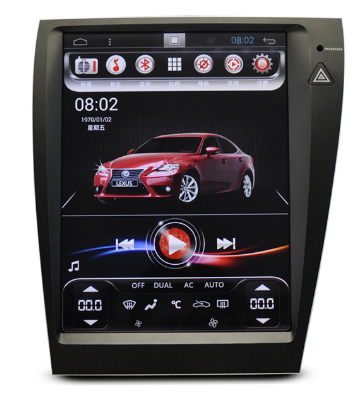 08:02
PASSENGER
08:02
1970/01/02
星期五
LEXUS
OFF DUAL AC AUTO
00.0 °C 00.0